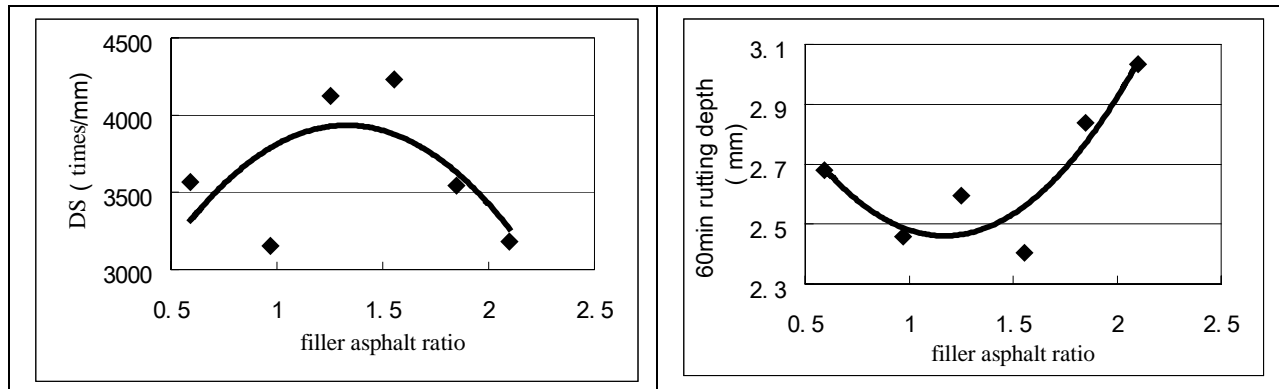 4500
4000
3500
3000
DS ( times/mm)
0. 5 1 1. 5 2 2. 5
filler asphalt ratio
3. 1
2. 9
2. 7
2. 5
2. 3
60min rutting depth
( mm)
0. 5 1 1. 5 2 2. 5
filler asphalt ratio